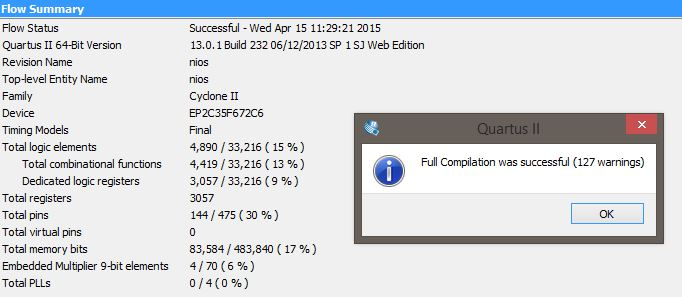 Flow Summary
Flow Status Successful - Wed Apr 15 11:29:21 2015
Quartus II 64-Bit Version 13.0.1 Build 232 06/12/2013 SP 1 SJ Web Edition
Revision Name nios
Top-level Entity Name nios
Family Cyclone II
Device EP2C35F672C6
Timing Models Final
Total logic elements 4,890 / 33,216 ( 15 % )
Total combinational functions 4,419 / 33,216 ( 13 % )
Dedicated logic registers 3,057 / 33,216 ( 9 % )
Total registers 3057
Total pins 144 / 475 ( 30 % )
Total virtual pins 0
Total memory bits 83,584 / 483,840 ( 17 % )
Embedded Multiplier 9-bit elements 4 / 70 ( 6 % )
Total PLLs 0 / 4 ( 0 % )
Quartus II
Full Compilation was successful (127 warnings)
OK